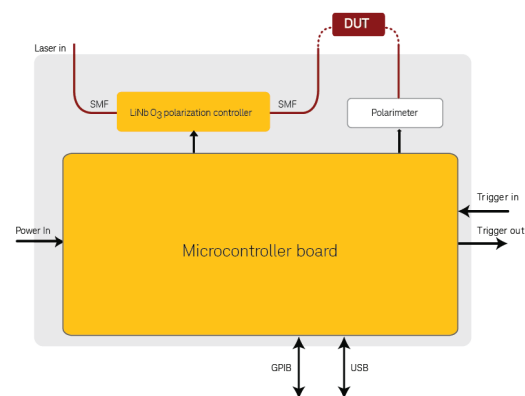 DUT
Laser in
SMF
LiNbO3 polarization controller
SMF
Polarimeter
Trigger in
Power In
Trigger out
Microcontroller board
GPIB
USB